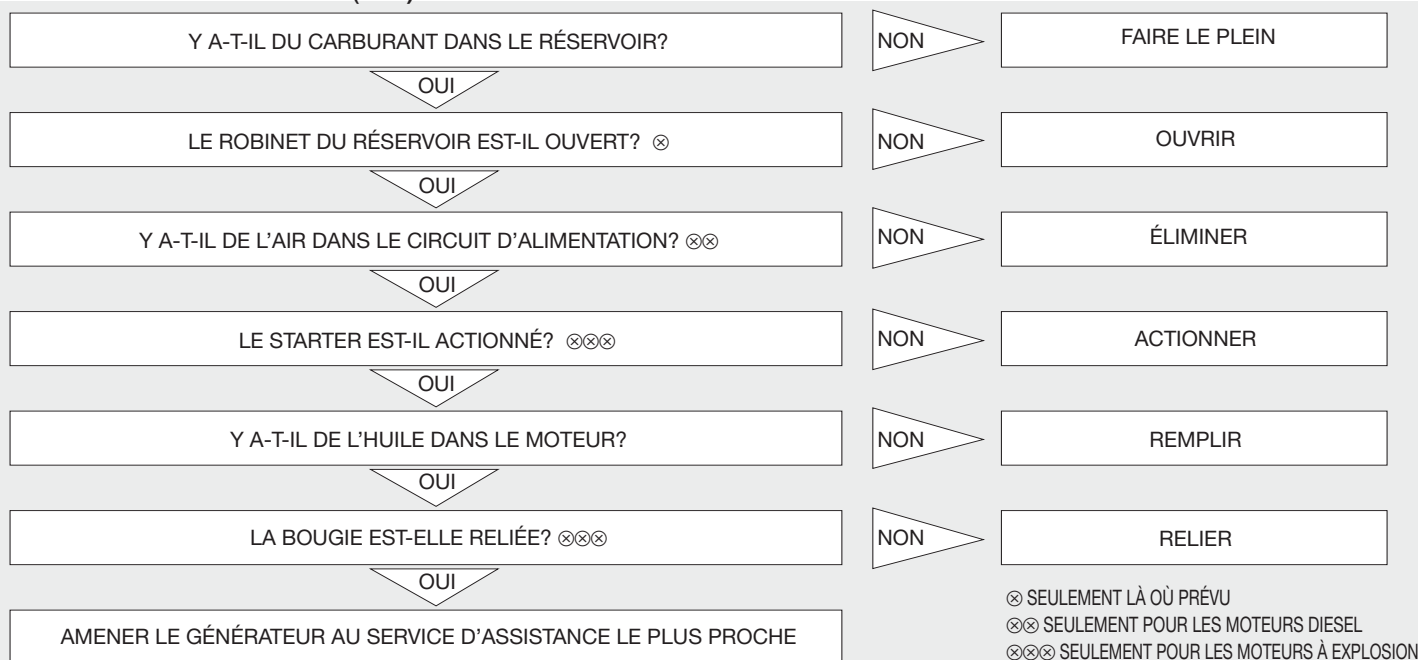 Y A-T-IL DU CARBURANT DANS LE RÉSERVOIR? NON FAIRE LE PLEIN
OUI
LE ROBINET DU RÉSERVOIR EST-IL OUVERT? ⊗ NON OUVRIR
OUI
Y A-T-IL DE L’AIR DANS LE CIRCUIT D’ALIMENTATION? ⊗⊗ NON ÉLIMINER
OUI
LE STARTER EST-IL ACTIONNÉ? ⊗⊗⊗ NON ACTIONNER
OUI
Y A-T-IL DE L’HUILE DANS LE MOTEUR? NON REMPLIR
OUI
LA BOUGIE EST-ELLE RELIÉE? ⊗⊗⊗ NON RELIER
OUI
AMENER LE GÉNÉRATEUR AU SERVICE D’ASSISTANCE LE PLUS PROCHE
⊗ SEULEMENT LÀ OÙ PRÉVU
⊗⊗ SEULEMENT POUR LES MOTEURS DIESEL
⊗⊗⊗ SEULEMENT POUR LES MOTEURS À EXPLOSION